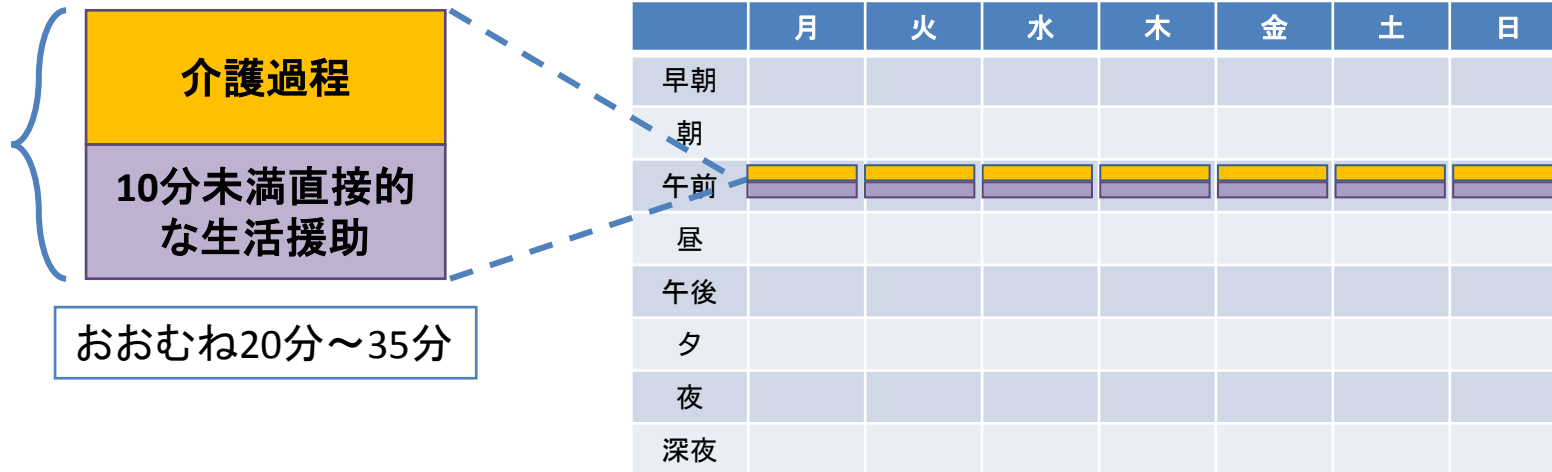 介護過程
10分未満直接的
な生活援助
おおむね20分～35分
月 火 水 木 金 土 日
早朝
朝
午前
昼
午後
夕
夜
深夜